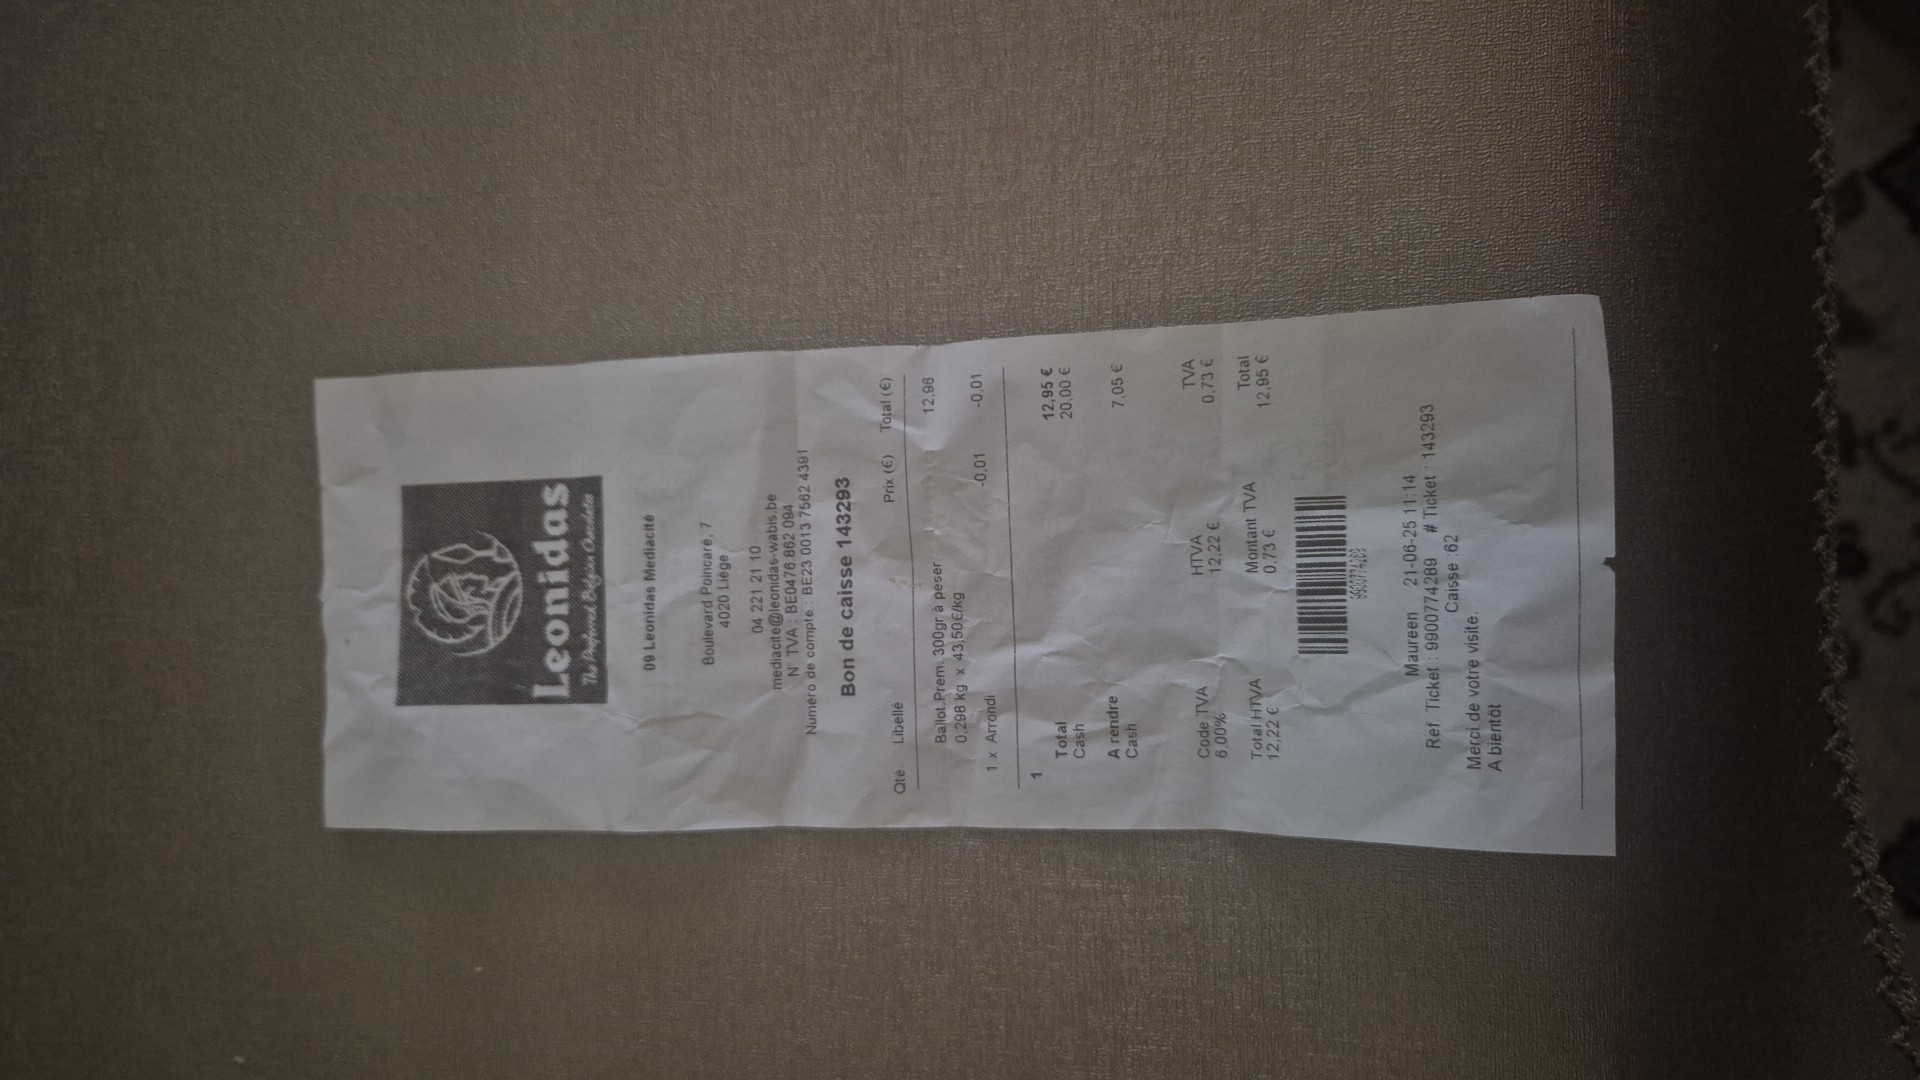 Leonidas
The Preferred Belgian Chocolates
09 Leonidas Mediacité
Boulevard Poincaré, 7
4020 Liège
04 221 21 10
mediacite@leonidas-wabis.be
N° TVA : BE0476 862 094
Numéro de compte : BE23 0013 7562 4391
Bon de caisse 143293
Qté Libellé Prix (€) Total (€)
Ballot.Prem. 300gr à peser 12,96
0,298 kg x 43,50€/kg
1 x Arrondi -0,01 -0,01
1 Total 12,95 €
Cash 20,00 €
A rendre
Cash 7,05 €
Code TVA HTVA TVA
6.00% 12,22 € 0,73 €
Total HTVA Montant TVA Total
12,22 € 0,73 € 12,95 €
9900774289
Maureen 21-06-25 11:14
Ref. Ticket : 9900774289 # Ticket : 143293
Caisse :62
Merci de votre visite.
A bientôt